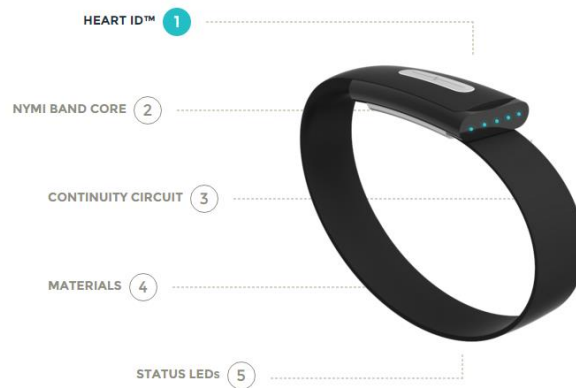 HEART ID™ 1
NYMI BAND CORE 2
CONTINUITY CIRCUIT 3
MATERIALS 4
STATUS LEDs 5